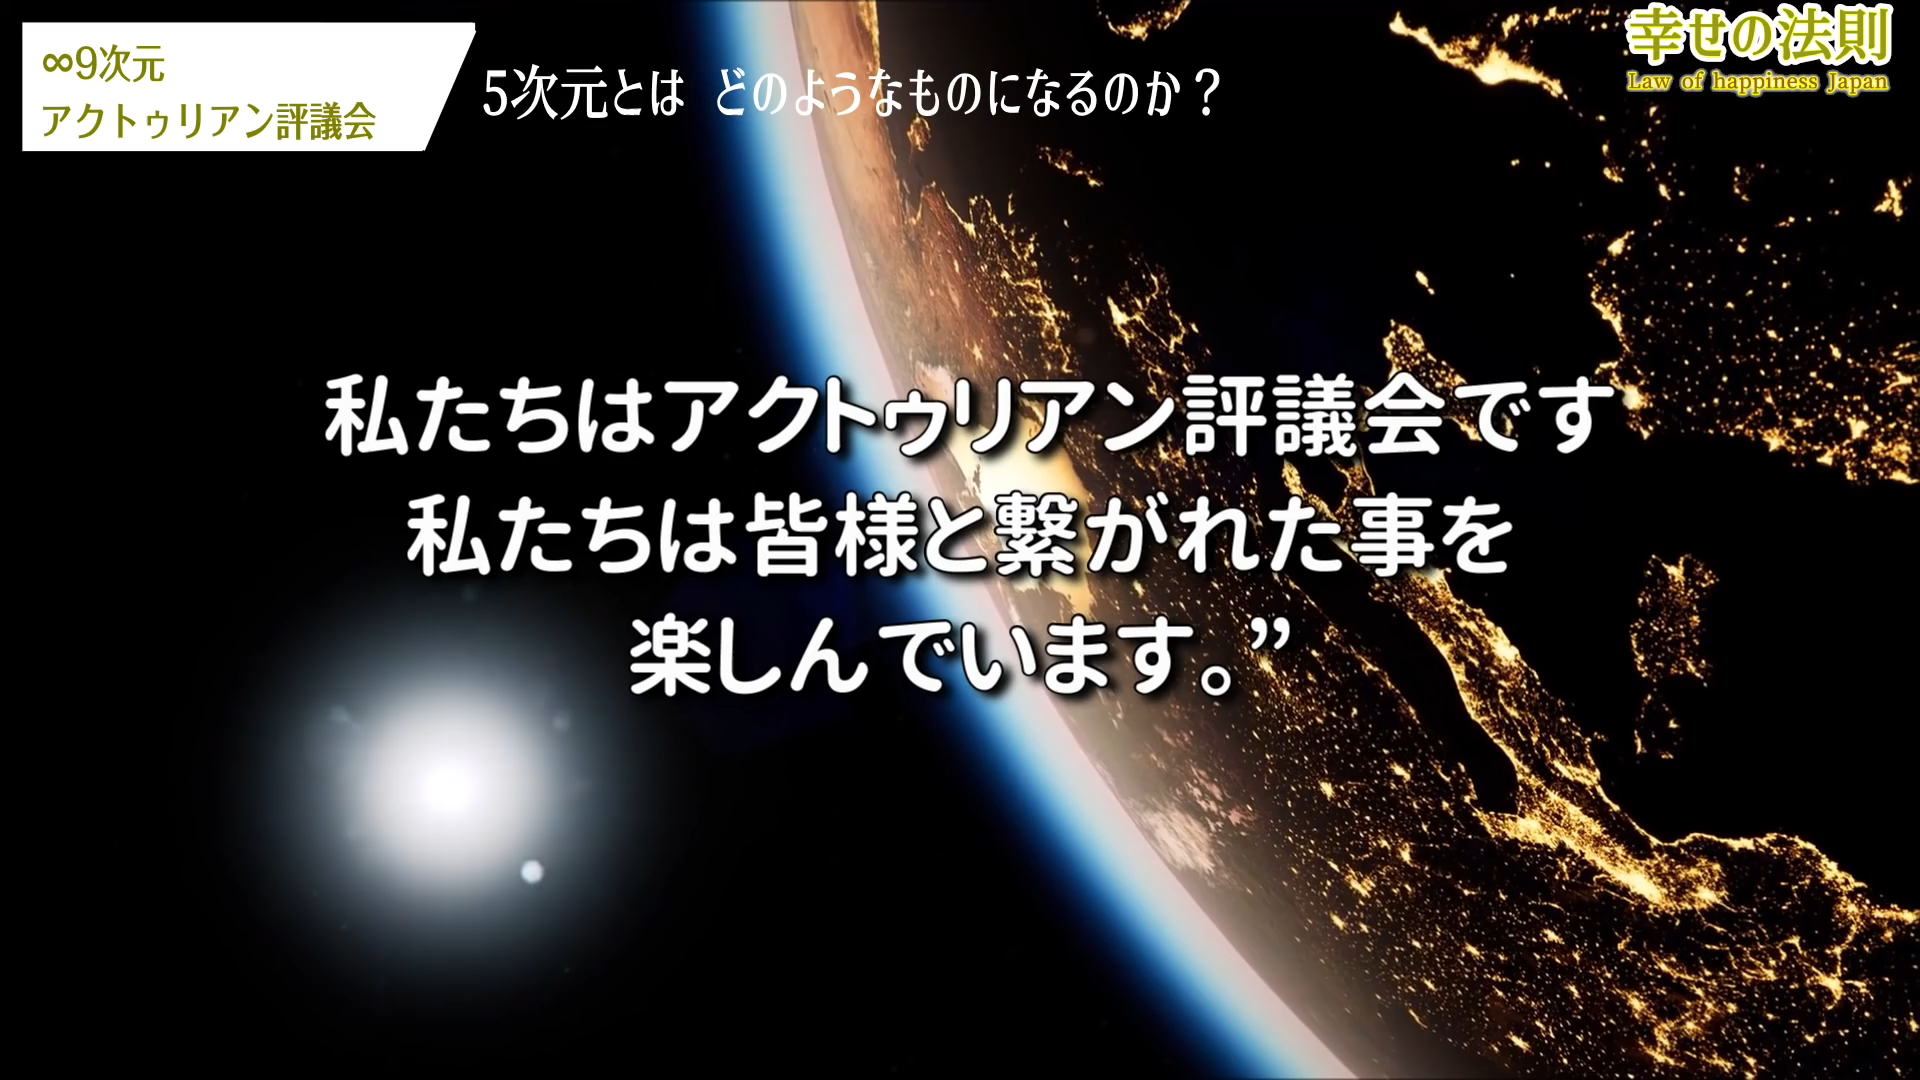 ∞9次元
アクトゥリアン評議会
5次元とは どのようなものになるのか？
幸せの法則
Law of happiness Japan
私たちはアクトゥリアン評議会です
私たちは皆様と繋がれた事を
楽しんでいます。”